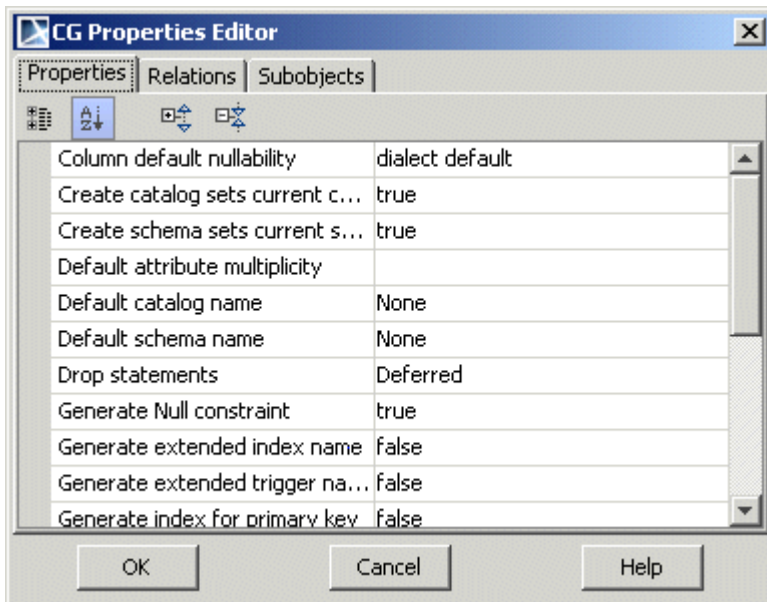 CG Properties Editor
Properties Relations Subobjects
Column default nullability dialect default
Create catalog sets current c... true
Create schema sets current s... true
Default attribute multiplicity
Default catalog name None
Default schema name None
Drop statements Deferred
Generate Null constraint true
Generate extended index name false
Generate extended trigger na... false
Generate index for primary key false
OK Cancel Help